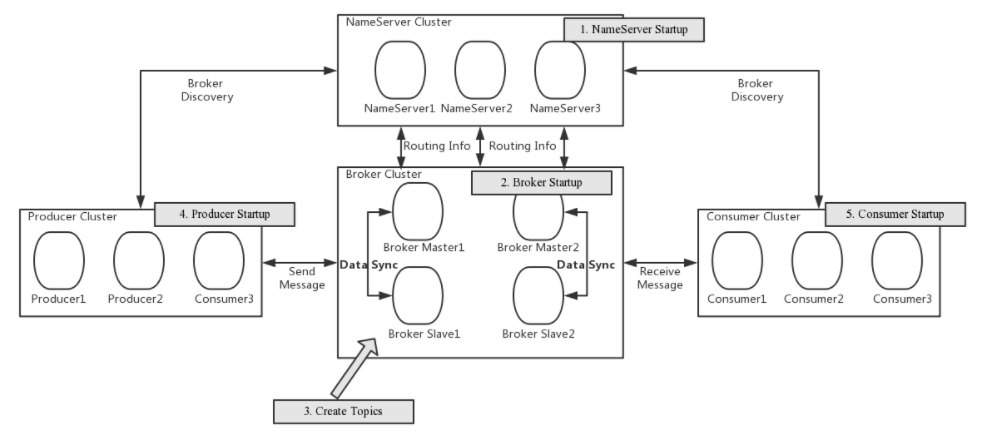 NameServer Cluster
1. NameServer Startup
NameServer1 NameServer2 NameServer3
Broker
Discovery
Broker
Discovery
Routing Info Routing Info
Broker Cluster
2. Broker Startup
Broker Master1 Broker Master2
Data Sync Data Sync
Broker Slave1 Broker Slave2
Producer Cluster
4. Producer Startup
Producer1 Producer2 Consumer3
Send
Message
Receive
Message
Consumer Cluster
5. Consumer Startup
Consumer1 Consumer2 Consumer3
3. Create Topics